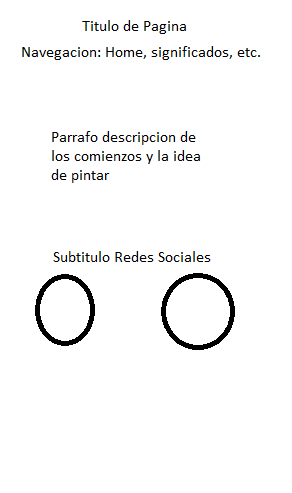 Titulo de Pagina
Navegacion: Home, significados, etc.
Parrafo descripcion de
los comienzos y la idea
de pintar
Subtitulo Redes Sociales